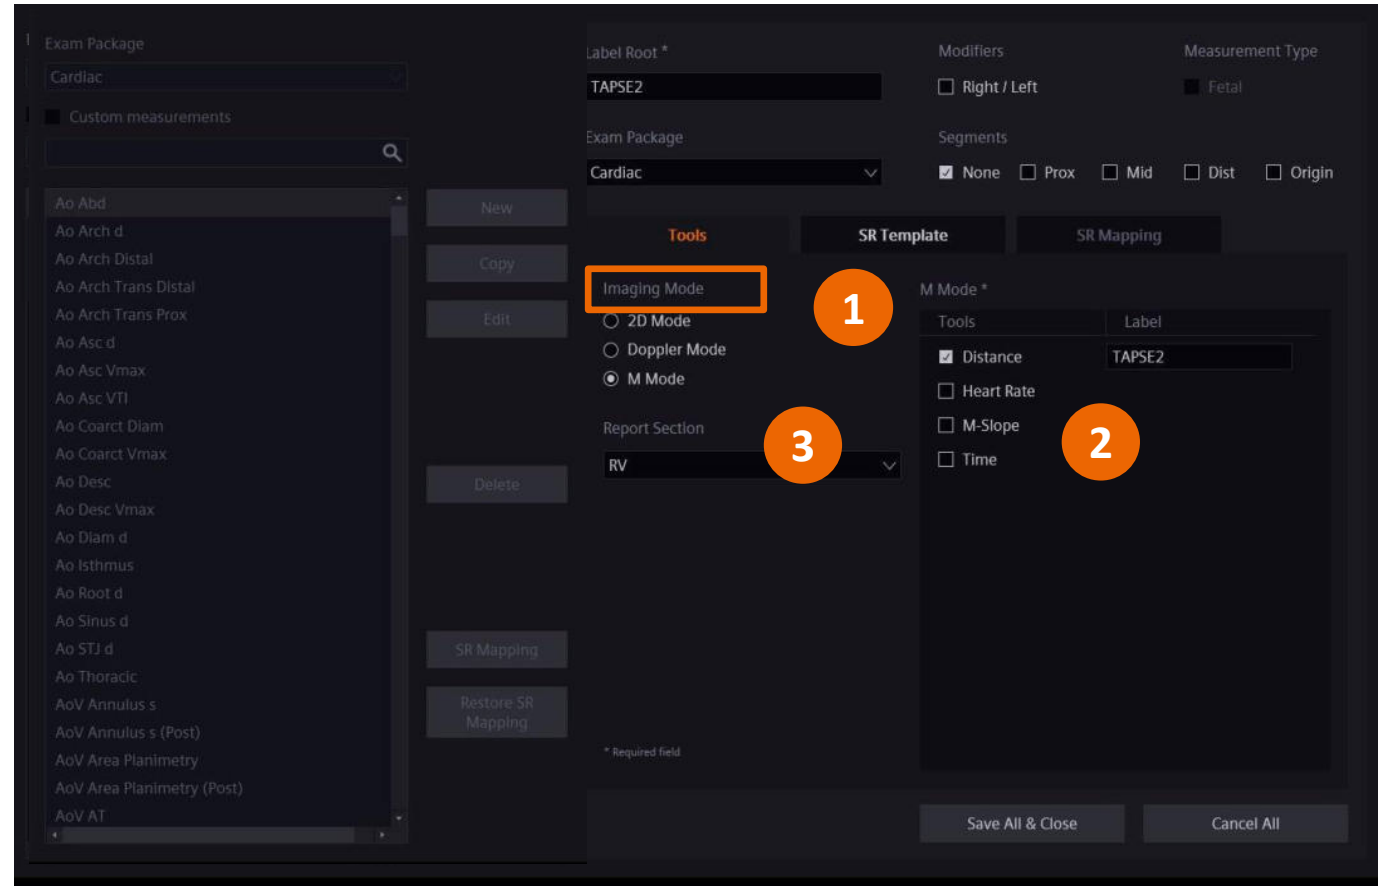 Exam Package
Cardiac
Custom measurements
Ao Abd
Ao Arch d
Ao Arch Distal
Ao Arch Trans Distal
Ao Arch Trans Prox
Ao Asc d
Ao Asc Vmax
Ao Asc VTI
Ao Coarct Diam
Ao Coarct Vmax
Ao Desc
Ao Desc Vmax
Ao Diam d
Ao Isthmus
Ao Root d
Ao Sinus d
Ao STJ d
Ao Thoracic
AoV Annulus s
AoV Annulus s (Post)
AoV Area Planimetry
AoV Area Planimetry (Post)
AoV AT
New
Copy
Edit
Delete
SR Mapping
Restore SR
Mapping
Label Root *
TAPSE2
Exam Package
Cardiac
Modifiers
Right / Left
Measurement Type
Fetal
Segments
None Prox Mid Dist Origin
Tools SR Template SR Mapping
Imaging Mode
2D Mode
Doppler Mode
M Mode
1
Report Section
RV
3
M Mode *
Tools Label
Distance TAPSE2
Heart Rate
M-Slope
Time
2
* Required field
Save All & Close Cancel All